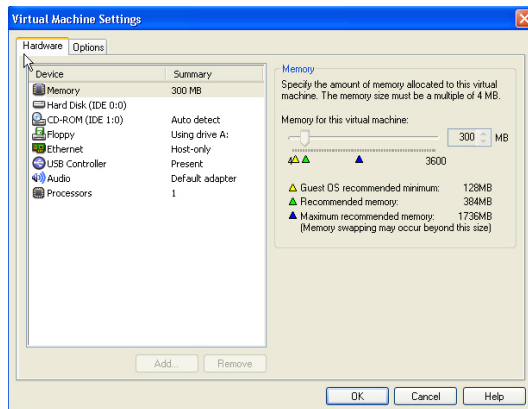 Virtual Machine Settings
Hardware Options
Device Summary
Memory 300 MB
Hard Disk (IDE 0:0)
CD-ROM (IDE 1:0) Auto detect
Floppy Using drive A:
Ethernet Host-only
USB Controller Present
Audio Default adapter
Processors 1
Add... Remove
Memory
Specify the amount of memory allocated to this virtual
machine. The memory size must be a multiple of 4 MB.
Memory for this virtual machine:
300 MB
4 3600
Guest OS recommended minimum: 128MB
Recommended memory: 384MB
Maximum recommended memory: 1736MB
(Memory swapping may occur beyond this size)
OK Cancel Help